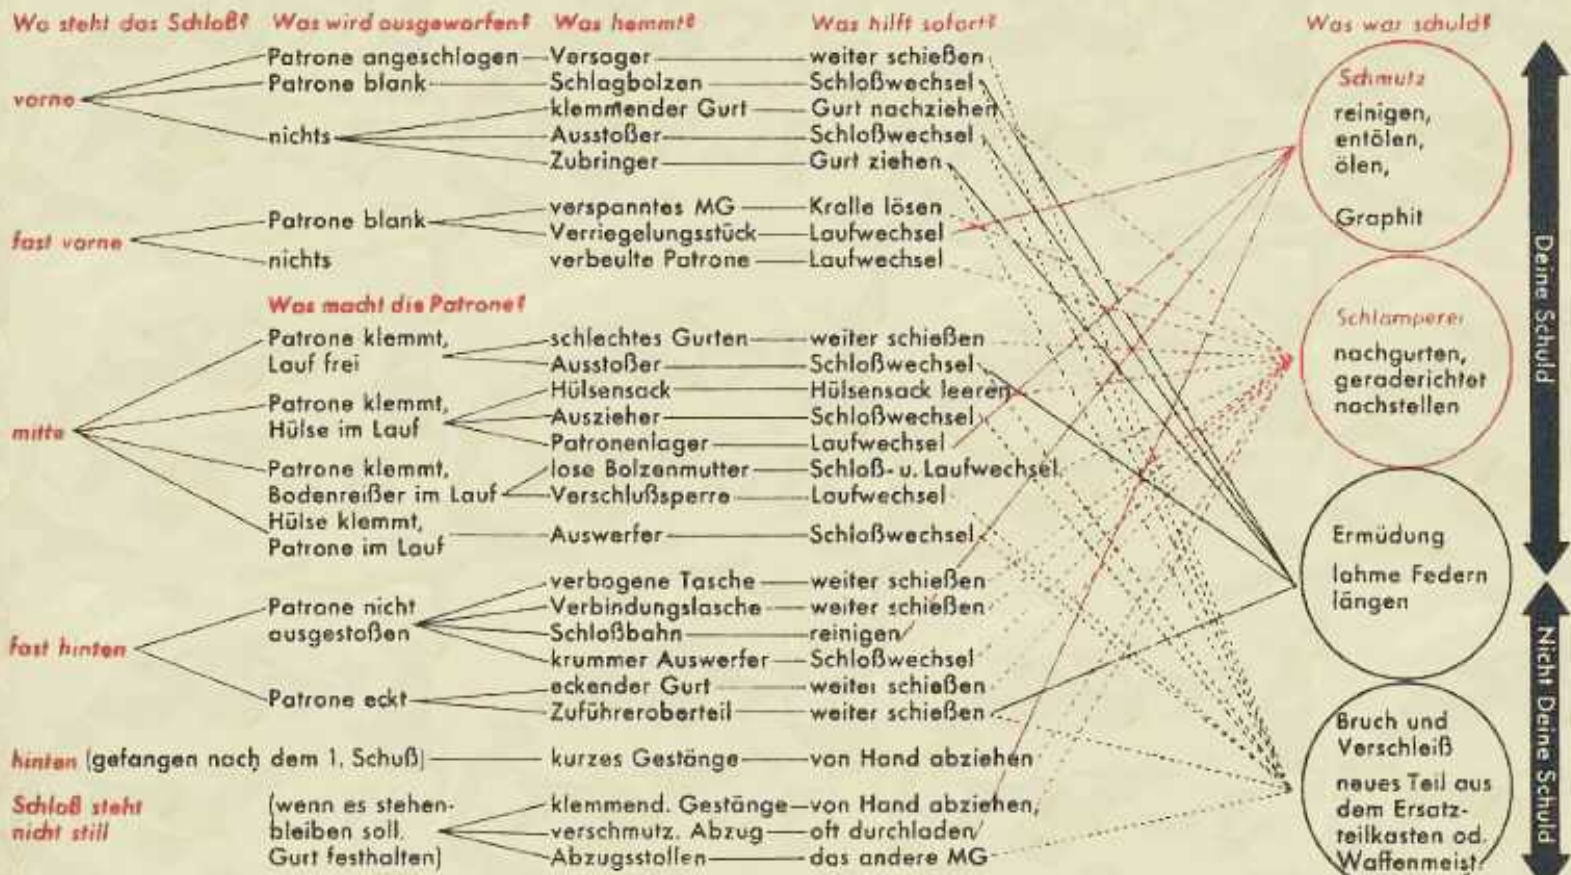 Wo steht das Schloß? Was wird ausgeworfen? Was hemmt? Was hilft sofort? Was war schuld?
Patrone angeschlagen Versager weiter schießen
vorne Patrone blank Schlagbolzen Schloßwechsel
klemmender Gurt Gurt nachziehen
nichts Ausstoßer Schloßwechsel
Zubringer Gurt ziehen
Patrone blank verspanntes MG Kralle lösen
fast vorne Verriegelungsstück Laufwechsel
nichts verbeulte Patrone Laufwechsel
Was macht die Patrone?
Patrone klemmt, schlechtes Gurten weiter schießen
Lauf frei Ausstoßer Schloßwechsel
Hülsensack Hülsensack leeren
mitte Patrone klemmt, Auszieher Schloßwechsel
Hülse im Lauf Patronenlager Laufwechsel
Patrone klemmt, lose Bolzenmutter Schloß- u. Laufwechsel
Bodenreißer im Lauf Verschlußsperre Laufwechsel
Hülse klemmt, Auswerfer Schloßwechsel
Patrone im Lauf
verbogene Tasche weiter schießen
Patrone nicht Verbindungslasche weiter schießen
ausgestoßen Schloßbahn reinigen
fast hinten krummer Auswerfer Schloßwechsel
Patrone eckt eckender Gurt weiter schießen
Zuführeroberteil weiter schießen
hinten (gefangen nach dem 1. Schuß) kurzes Gestänge von Hand abziehen
Schloß steht (wenn es stehen- klemmend. Gestänge von Hand abziehen,
nicht still bleiben soll. verschmutz. Abzug oft durchladen
Gurt festhalten) Abzugsstollen das andere MG
Schmutz
reinigen,
entölen,
ölen,
Graphit
Schlamperei
nachgurten,
geraderichtet
nachstellen
Ermüdung
lahme Federn
längen
Bruch und
Verschleiß
neues Teil aus
dem Ersatz-
teilkasten od.
Waffenmeist.
Deine Schuld
Nicht Deine Schuld